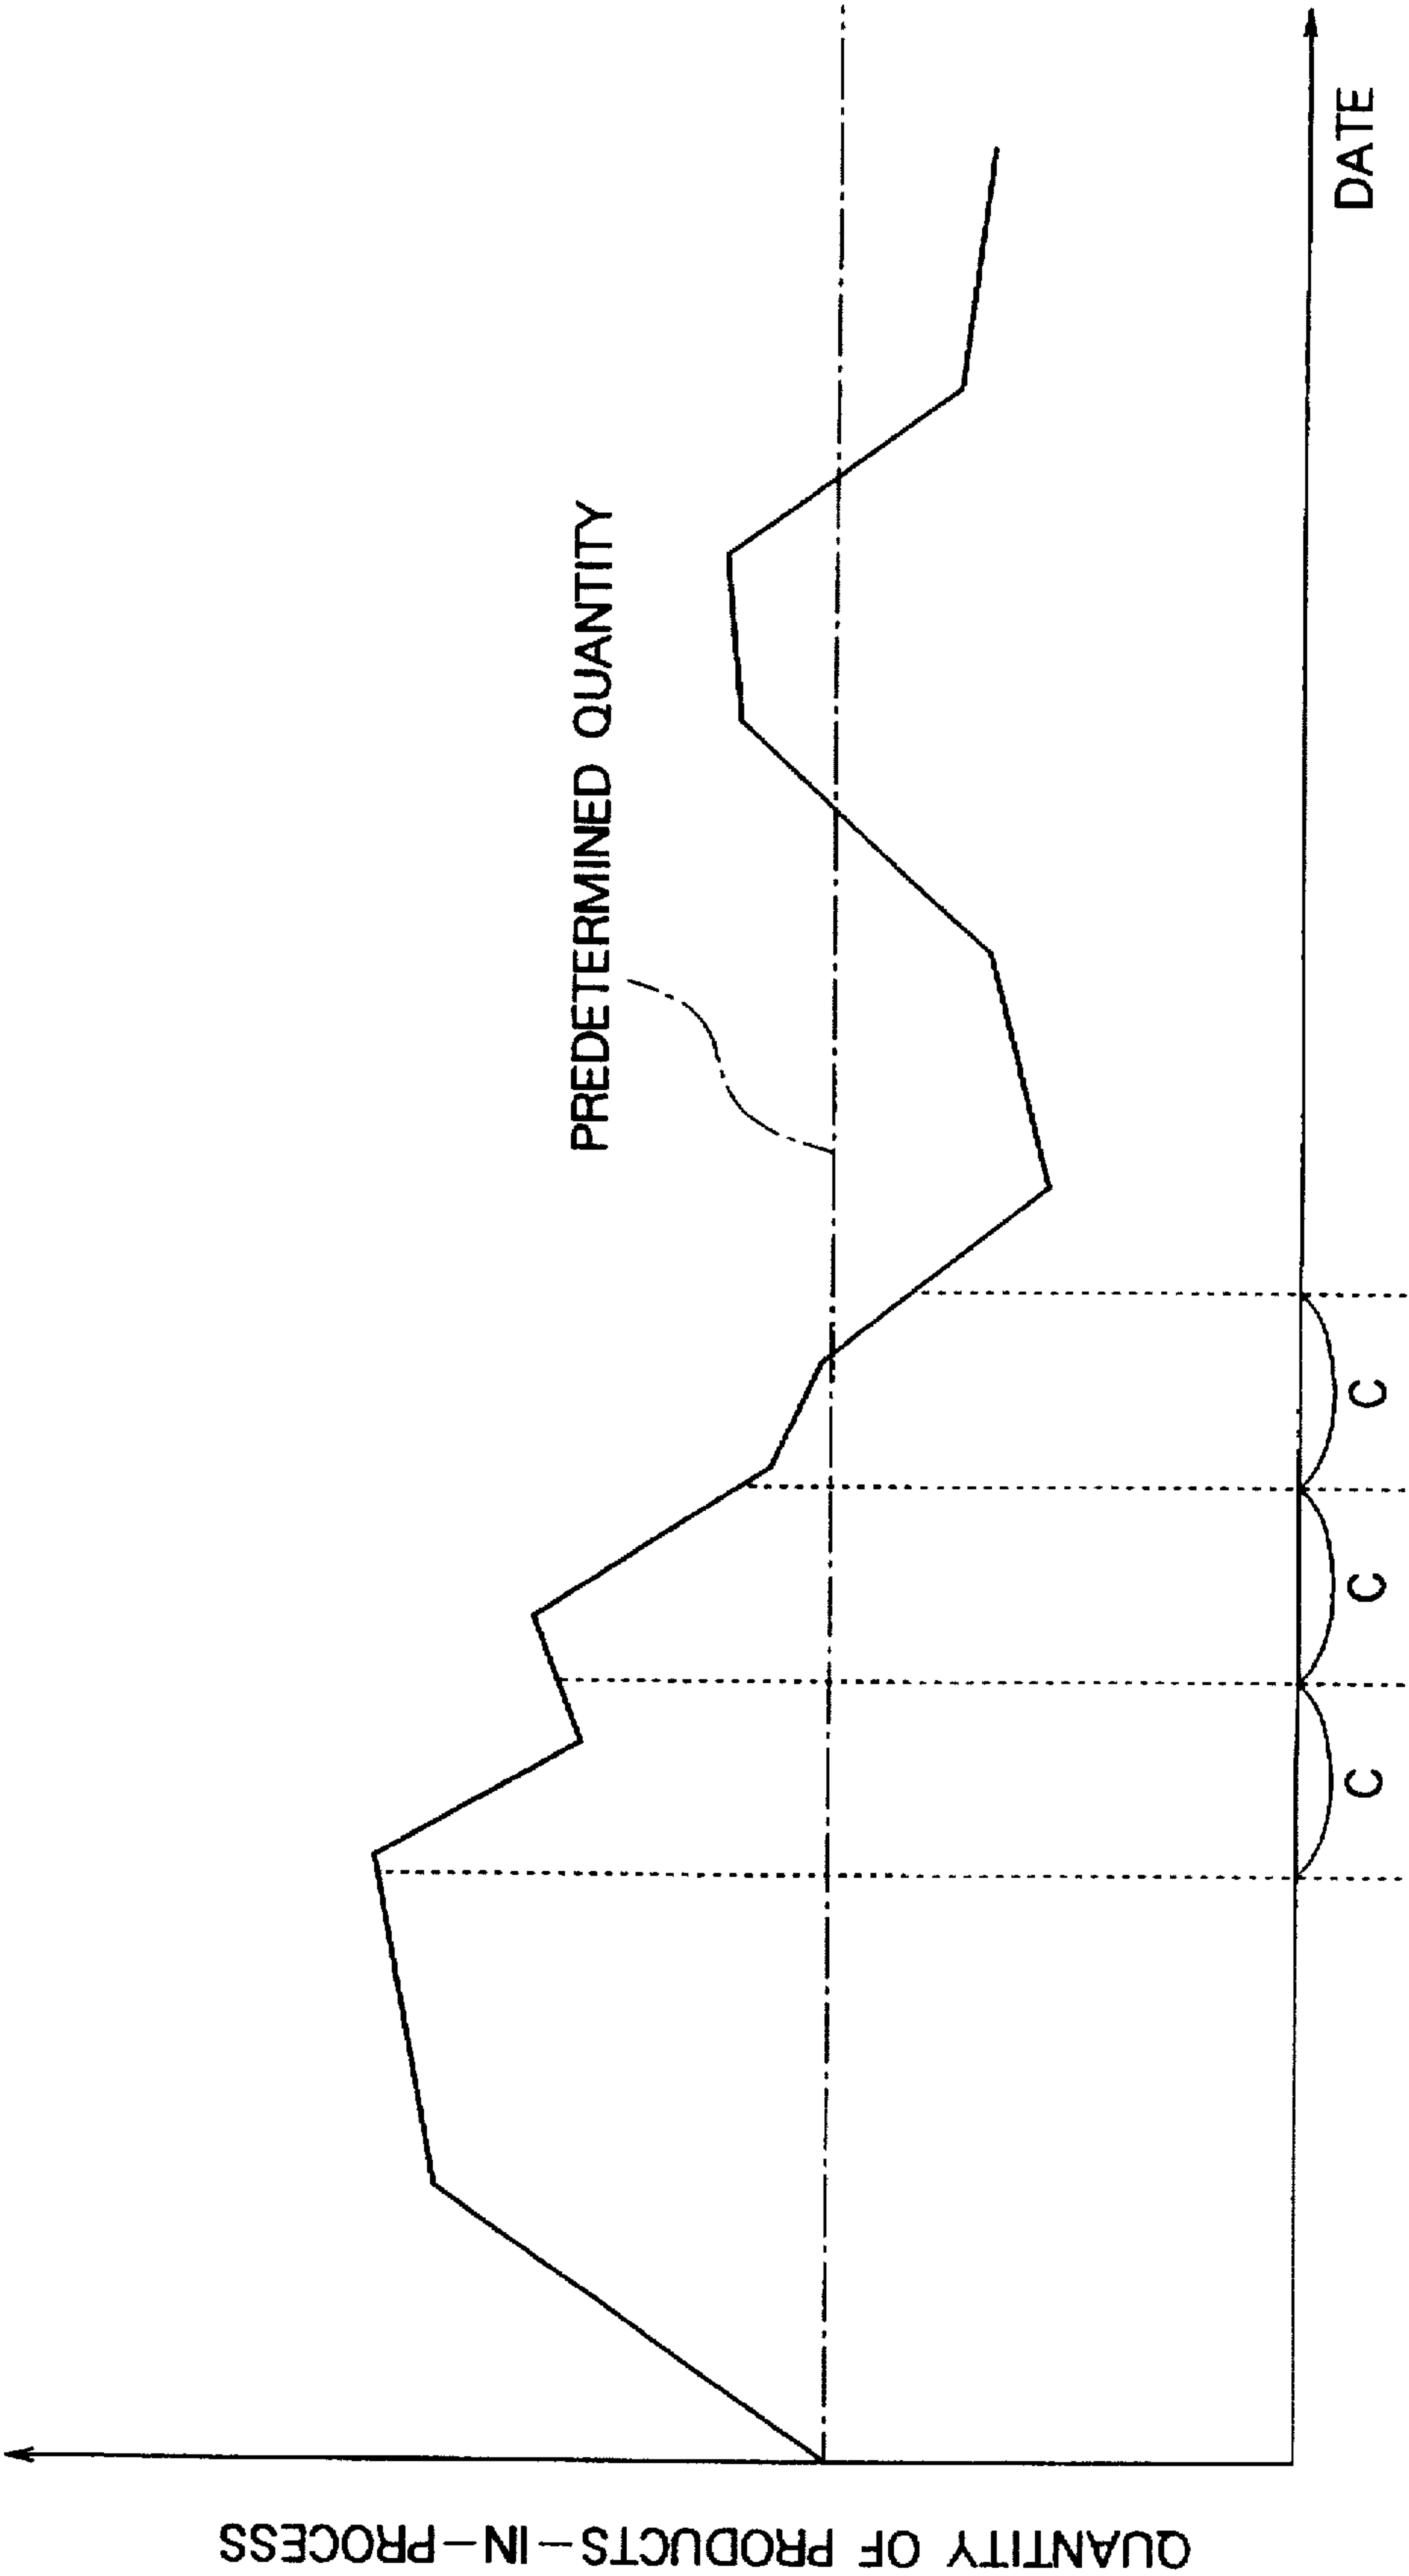 QUANTITY OF PRODUCTS-IN-PROCESS
PREDETERMINED QUANTITY
C
C
C
DATE